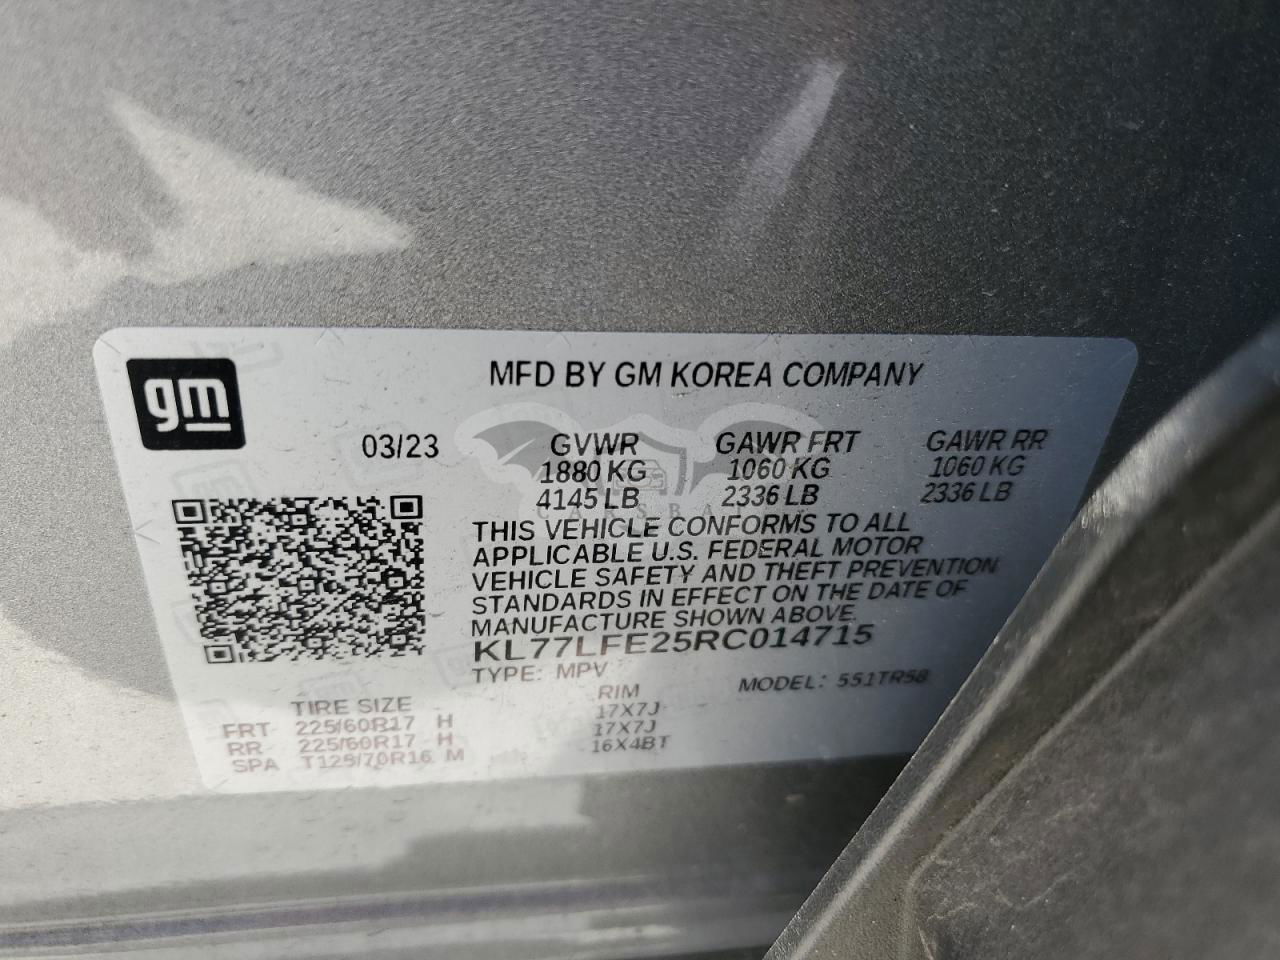 gm
MFD BY GM KOREA COMPANY
03/23 GVWR GAWR FRT GAWR RR
1880 KG 1060 KG 1060 KG
4145 LB 2336 LB 2336 LB
CARSBAT
THIS VEHICLE CONFORMS TO ALL
APPLICABLE U.S. FEDERAL MOTOR
VEHICLE SAFETY AND THEFT PREVENTION
STANDARDS IN EFFECT ON THE DATE OF
MANUFACTURE SHOWN ABOVE.
KL77LFE25RC014715
TYPE: MPV MODEL: 551TR58
TIRE SIZE RIM
FRT 225/60R17 H 17X7J
RR 225/60R17 H 17X7J
SPA T125/70R16 M 16X4BT